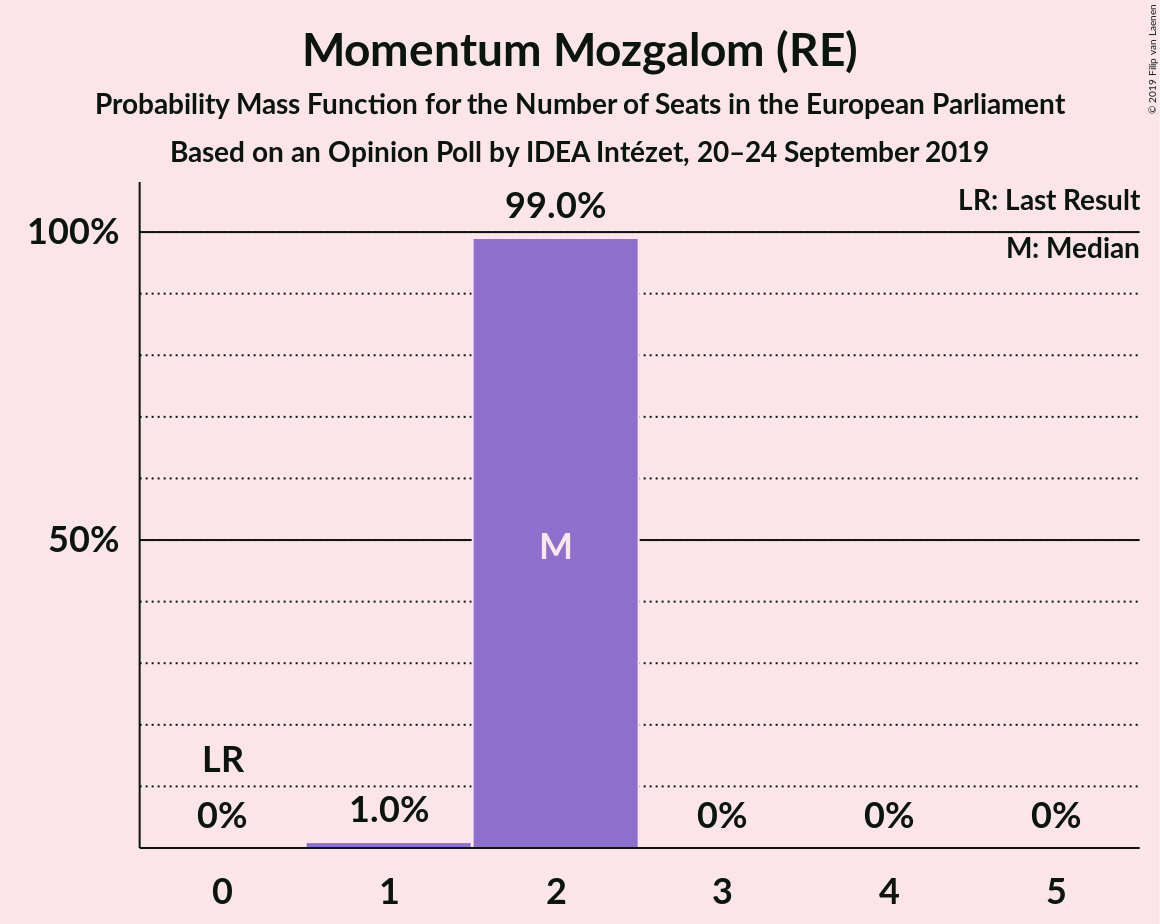 Momentum Mozgalom (RE)
Probability Mass Function for the Number of Seats in the European Parliament
Based on an Opinion Poll by IDEA Intézet, 20–24 September 2019
© 2019 Filip van Laenen
LR: Last Result
M: Median
99.0%
100%
50%
M
LR
0%
1.0%
0%
0%
0%
0
1
2
3
4
5